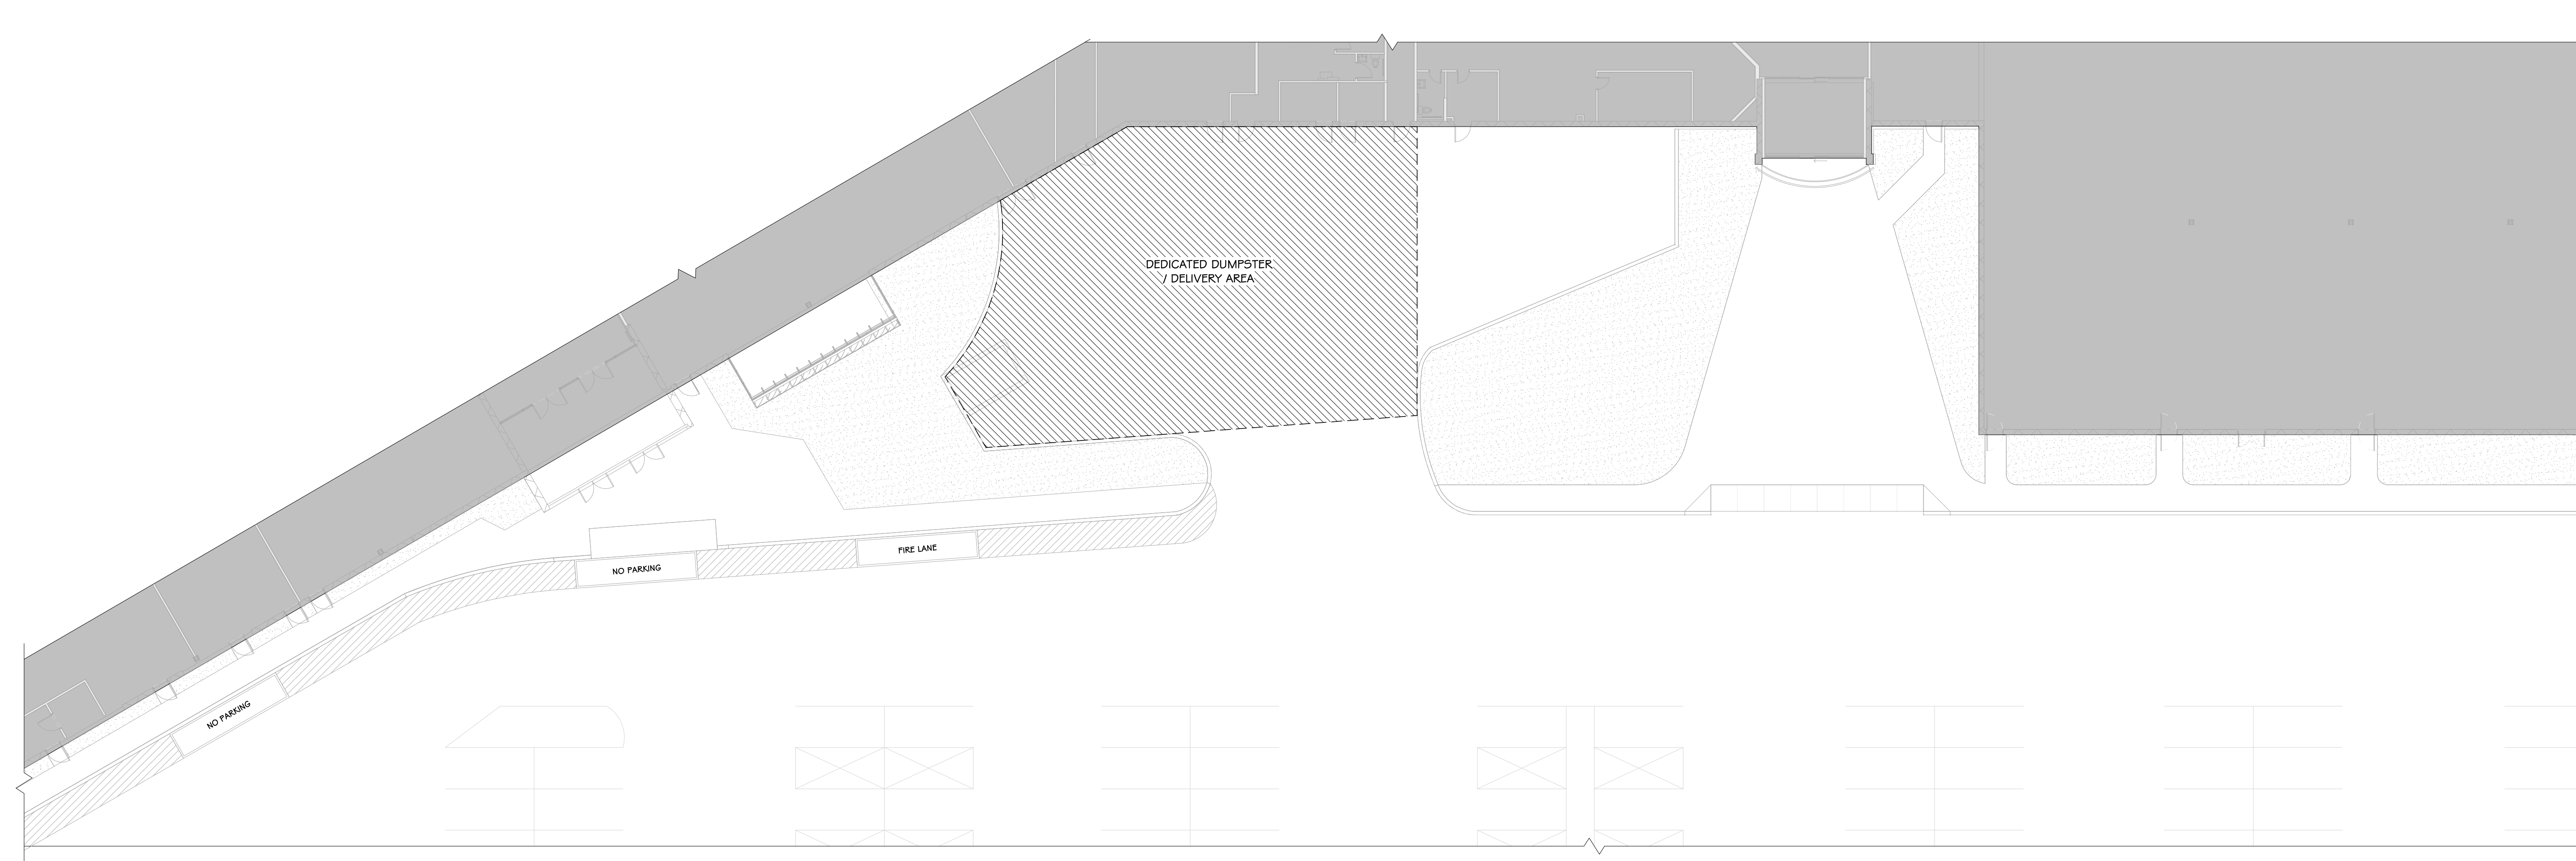 DEDICATED DUMPSTER
/ DELIVERY AREA
FIRE LANE
NO PARKING
NO PARKING